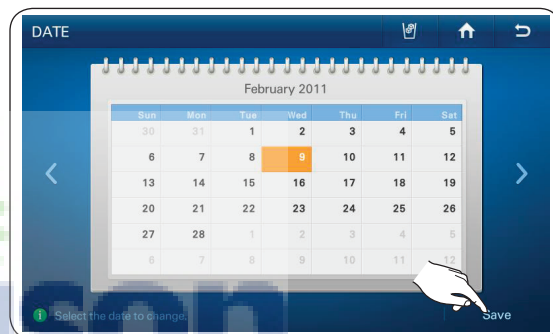 DATE
February 2011
Sun Mon Tue Wed Thu Fri Sat
30 31 1 2 3 4 5
6 7 8 9 10 11 12
13 14 15 16 17 18 19
20 21 22 23 24 25 26
27 28 1 2 3 4 5
6 7 8 9 10 11 12
i Select the date to change.
Save